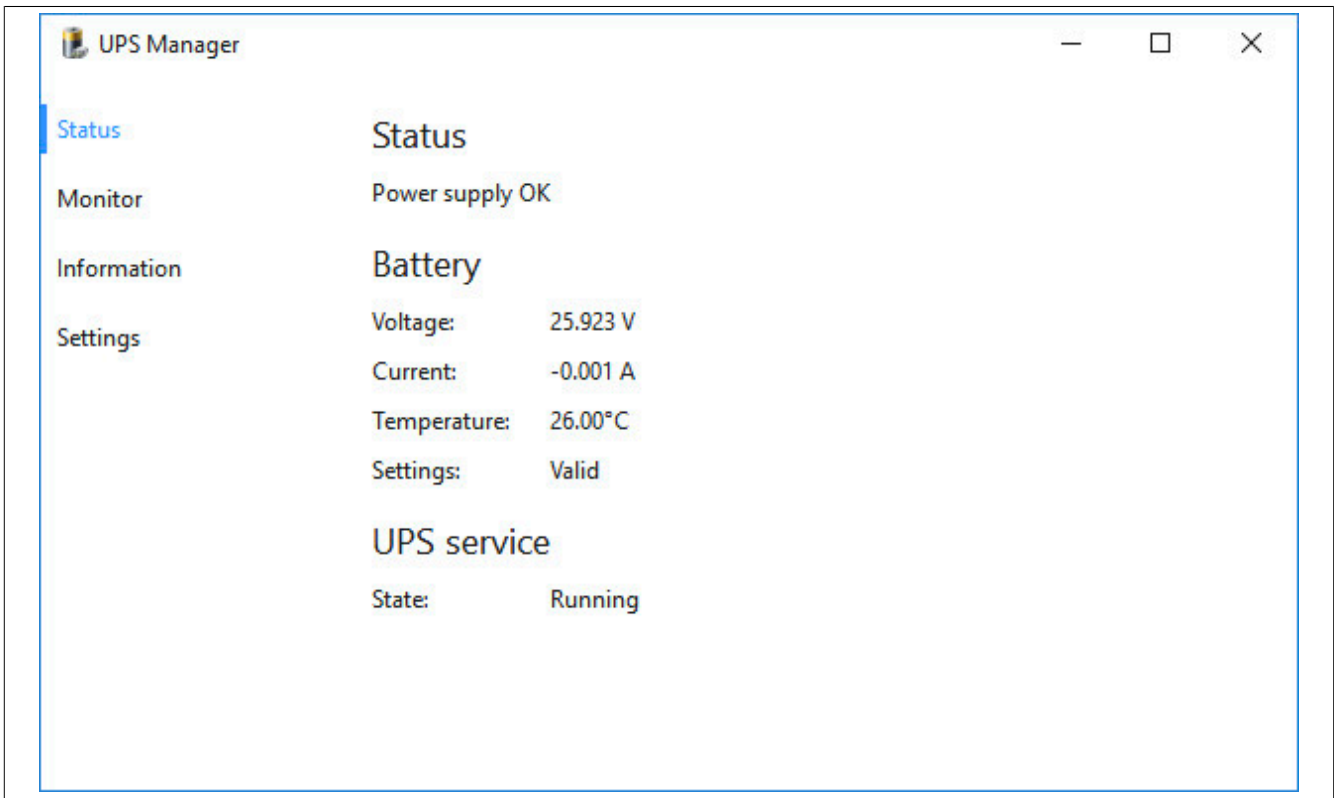 UPS Manager
Status
Monitor
Information
Settings
Status
Power supply OK
Battery
Voltage: 25.923 V
Current: -0.001 A
Temperature: 26.00°C
Settings: Valid
UPS service
State: Running